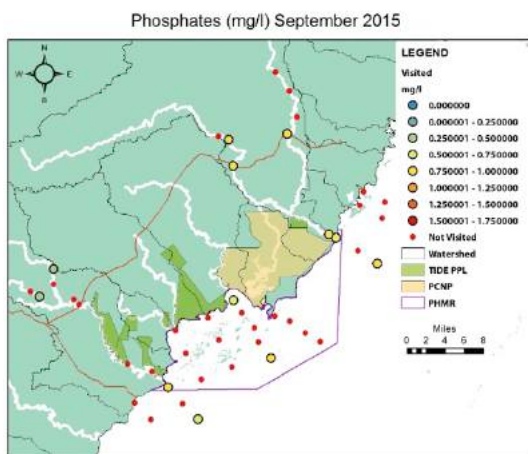 Phosphates (mg/l) September 2015
N
W E
S
LEGEND
Visited
mg/l
0.000000
0.000001 - 0.250000
0.250001 - 0.500000
0.500001 - 0.750000
0.750001 - 1.000000
1.000001 - 1.250000
1.250001 - 1.500000
1.500001 - 1.750000
Not Visited
Watershed
TIDE PPL
PCNP
PHMR
Miles
0 1 2 4 6 8